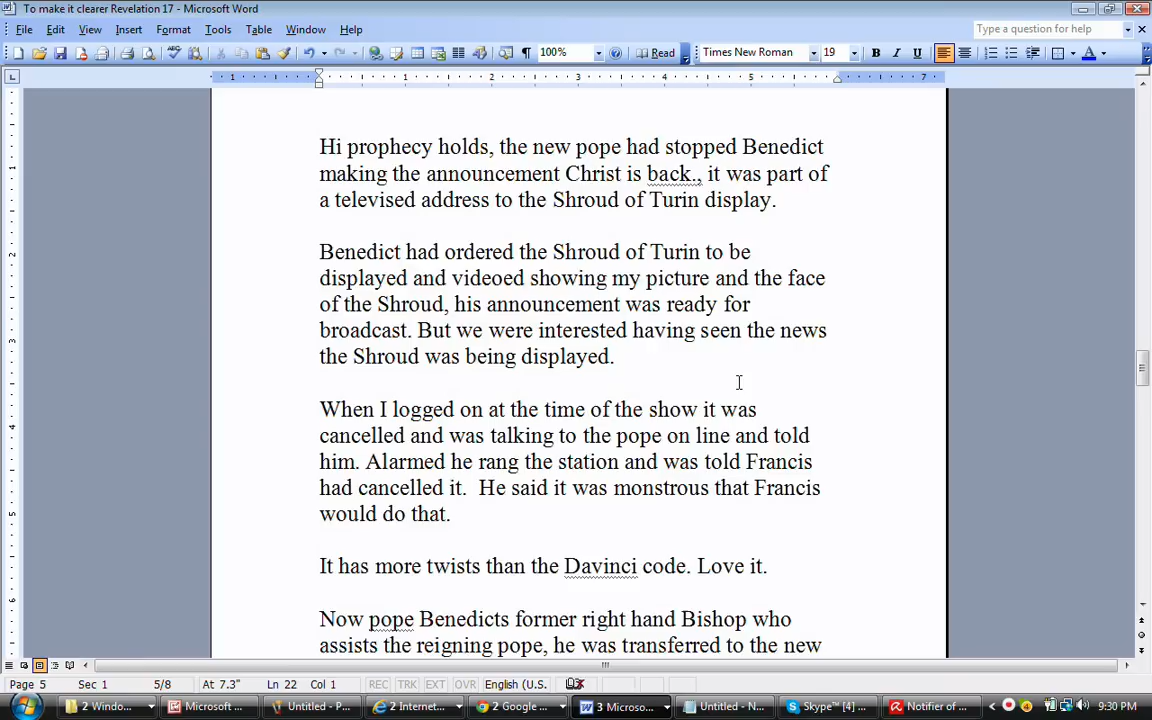 To make it clearer Revelation 17 - Microsoft Word
File Edit View Insert Format Tools Table Window Help
Type a question for help
100% Read Times New Roman 19 B I U
1 1 2 3 4 5 6 7
Hi prophecy holds, the new pope had stopped Benedict
making the announcement Christ is back., it was part of
a televised address to the Shroud of Turin display.
Benedict had ordered the Shroud of Turin to be
displayed and videoed showing my picture and the face
of the Shroud, his announcement was ready for
broadcast. But we were interested having seen the news
the Shroud was being displayed.
When I logged on at the time of the show it was
cancelled and was talking to the pope on line and told
him. Alarmed he rang the station and was told Francis
had cancelled it.  He said it was monstrous that Francis
would do that.
It has more twists than the Davinci code. Love it.
Now pope Benedicts former right hand Bishop who
assists the reigning pope, he was transferred to the new
Page 5 Sec 1 5/8 At 7.3" Ln 22 Col 1 REC TRK EXT OVR English (U.S.
2 Windo... Microsoft ... Untitled - P... 2 Internet... 2 Google ... 3 Microso... Untitled - N... Skype™ [4] ... Notifier of ... 9:30 PM